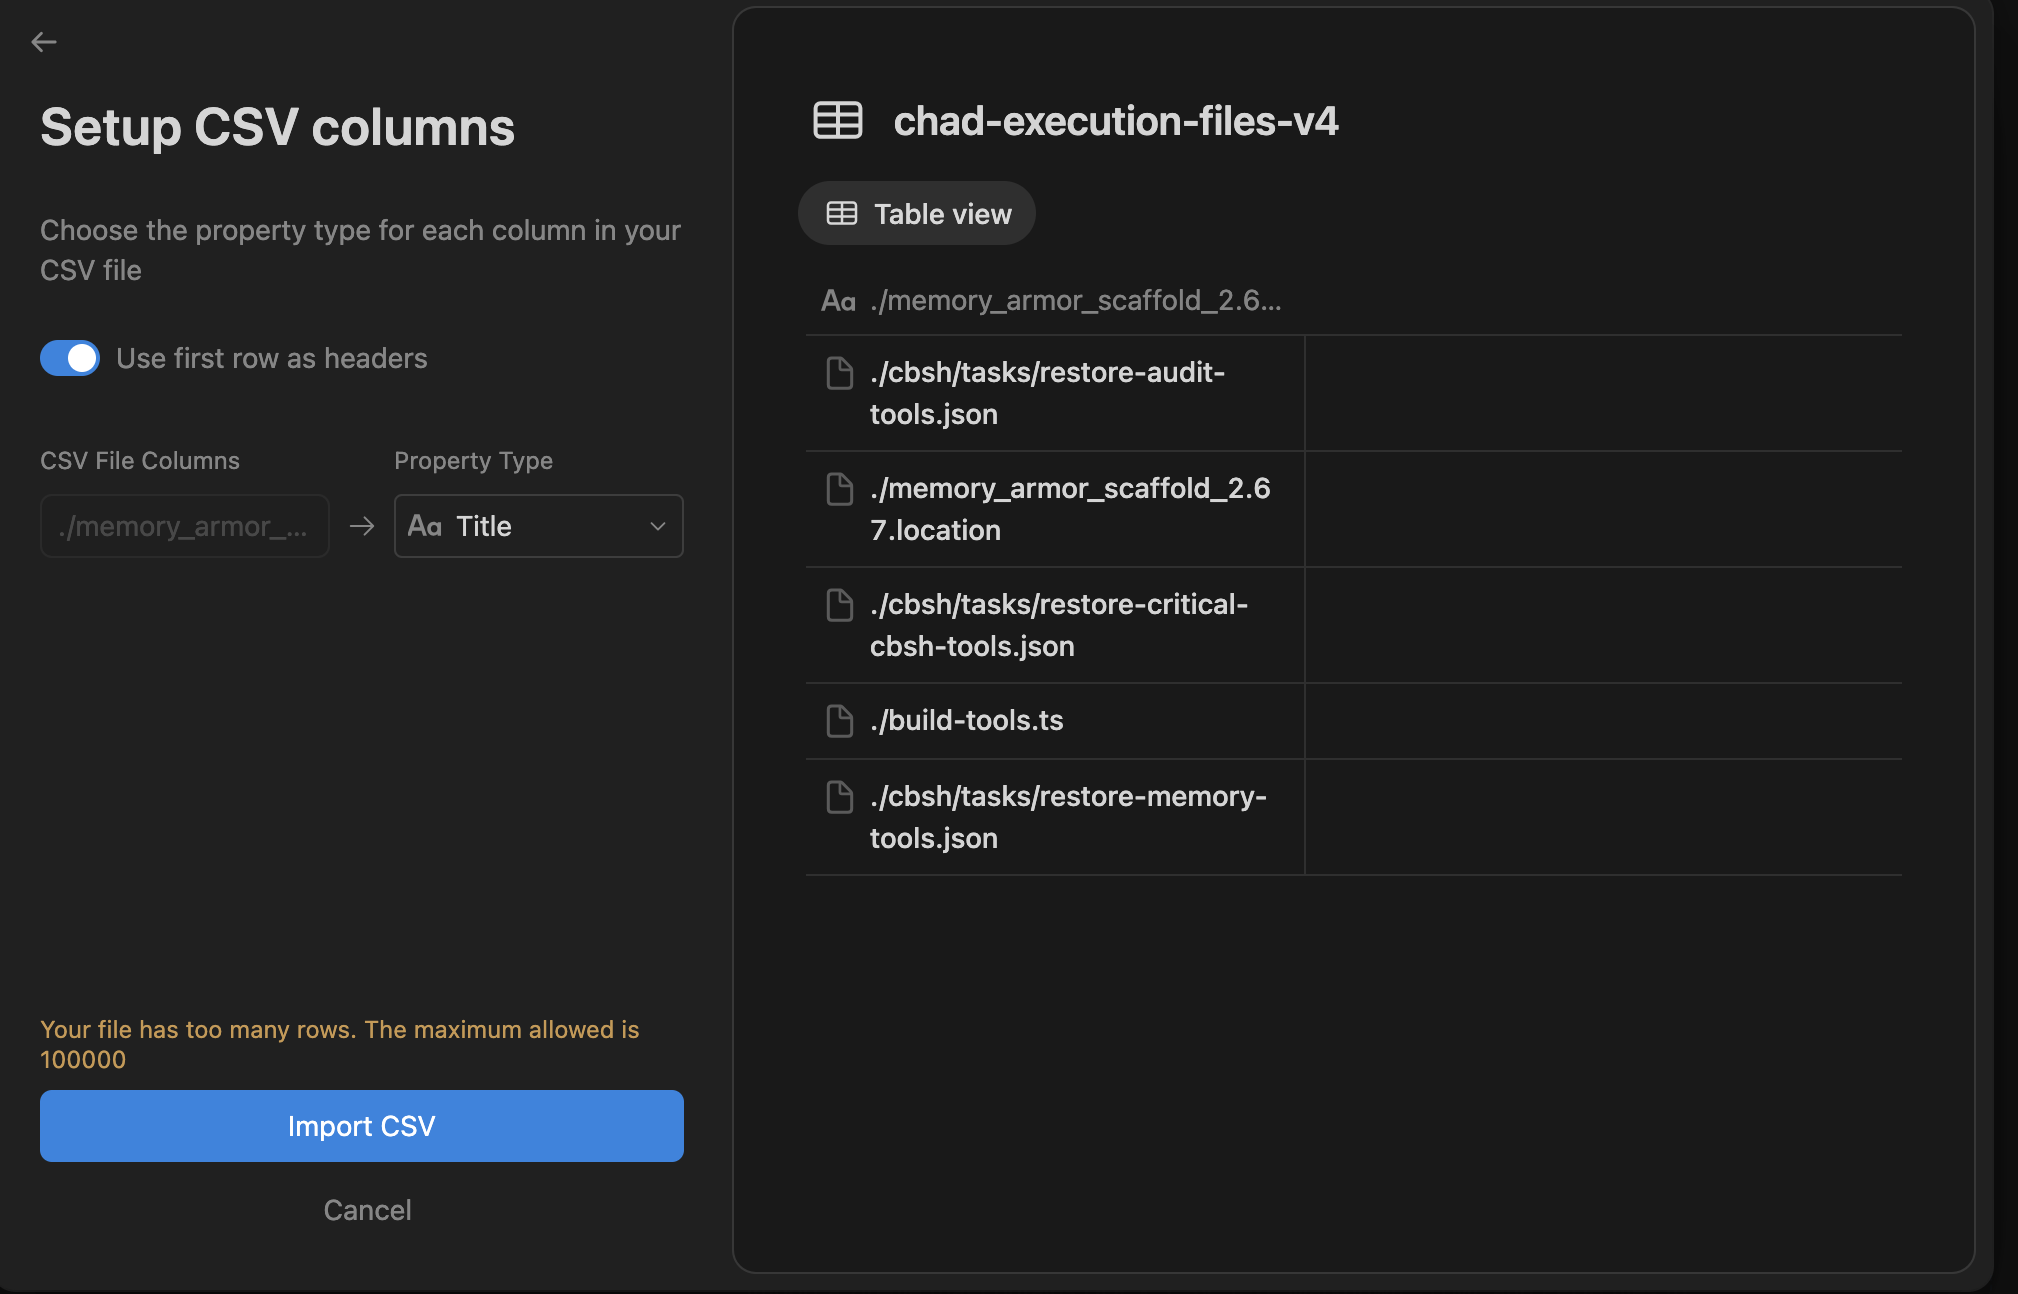 Setup CSV columns
Choose the property type for each column in your
CSV file
Use first row as headers
CSV File Columns
Property Type
./memory_armor_...
Aa Title
Your file has too many rows. The maximum allowed is
100000
Import CSV
Cancel
chad-execution-files-v4
Table view
Aa ./memory_armor_scaffold_2.6...
./cbsh/tasks/restore-audit-
tools.json
./memory_armor_scaffold_2.6
7.location
./cbsh/tasks/restore-critical-
cbsh-tools.json
./build-tools.ts
./cbsh/tasks/restore-memory-
tools.json